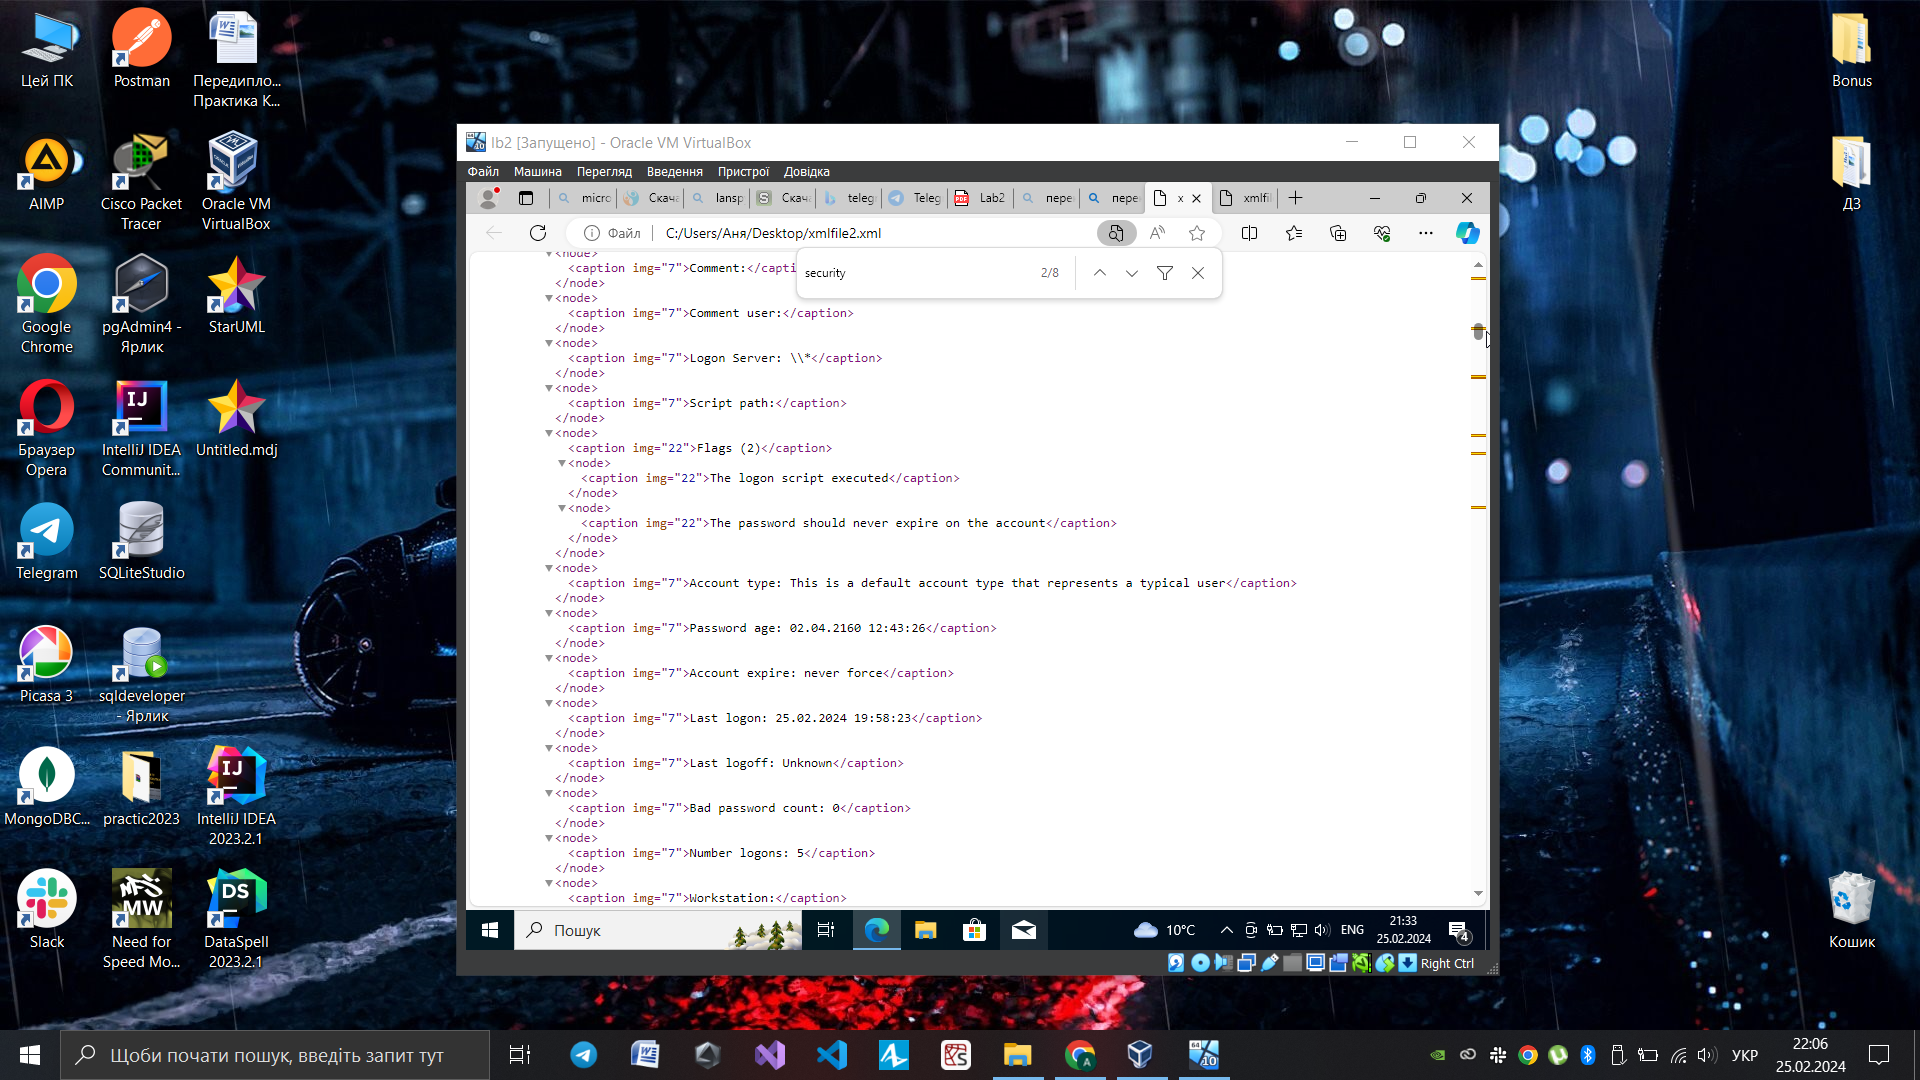 Цей ПК
Postman
Передипло...
Практика К...
AIMP
Cisco Packet
Tracer
Oracle VM
VirtualBox
Google
Chrome
pgAdmin4 -
Ярлик
StarUML
Браузер
Opera
IntelliJ IDEA
Communit...
Untitled.mdj
Telegram
SQLiteStudio
Picasa 3
sqldeveloper
- Ярлик
MongoDBC...
practic2023
IntelliJ IDEA
2023.2.1
Slack
Need for
Speed Mo...
DataSpell
2023.2.1
Bonus
ДЗ
Кошик
Ib2 [Запущено] - Oracle VM VirtualBox
Файл Машина Перегляд Пристрої Введення Довідка
micro Скача lansp Скача teleg Teleg Lab2 пере пере x xmlfil
Файл C:/Users/Аня/Desktop/xmlfile2.xml
security 2/8
<node>
<caption img="7">Comment:</capti
</node>
▼<node>
<caption img="7">Comment user:</caption>
</node>
▼<node>
<caption img="7">Logon Server: \\*</caption>
</node>
▼<node>
<caption img="7">Script path:</caption>
</node>
▼<node>
<caption img="22">Flags (2)</caption>
▼<node>
<caption img="22">The logon script executed</caption>
</node>
▼<node>
<caption img="22">The password should never expire on the account</caption>
</node>
</node>
▼<node>
<caption img="7">Account type: This is a default account type that represents a typical user</caption>
</node>
▼<node>
<caption img="7">Password age: 02.04.2160 12:43:26</caption>
</node>
▼<node>
<caption img="7">Account expire: never force</caption>
</node>
▼<node>
<caption img="7">Last logon: 25.02.2024 19:58:23</caption>
</node>
▼<node>
<caption img="7">Last logoff: Unknown</caption>
</node>
▼<node>
<caption img="7">Bad password count: 0</caption>
</node>
▼<node>
<caption img="7">Number logons: 5</caption>
</node>
▼<node>
<caption img="7">Workstation:</caption>
Пошук 10°C ENG 21:33
25.02.2024 4
Right Ctrl
Щоби почати пошук, введіть запит тут УКР 22:06
25.02.2024